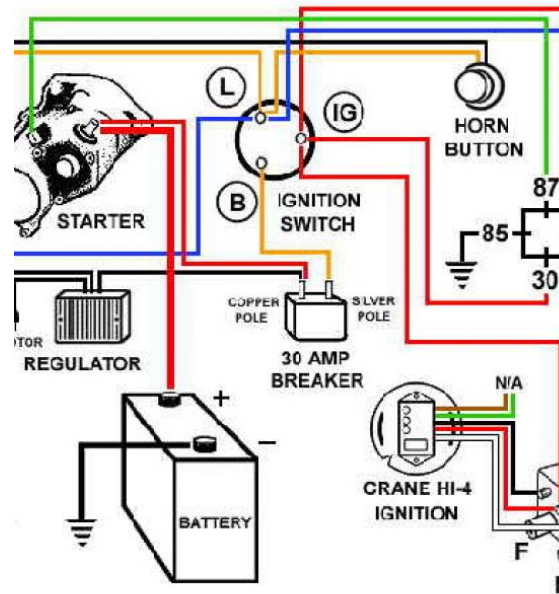 L
IG
HORN
BUTTON
87
B
IGNITION
SWITCH
STARTER
85
30
COPPER
POLE
SILVER
POLE
REGULATOR
30 AMP
BREAKER
+
−
N/A
BATTERY
CRANE HI-4
IGNITION
F